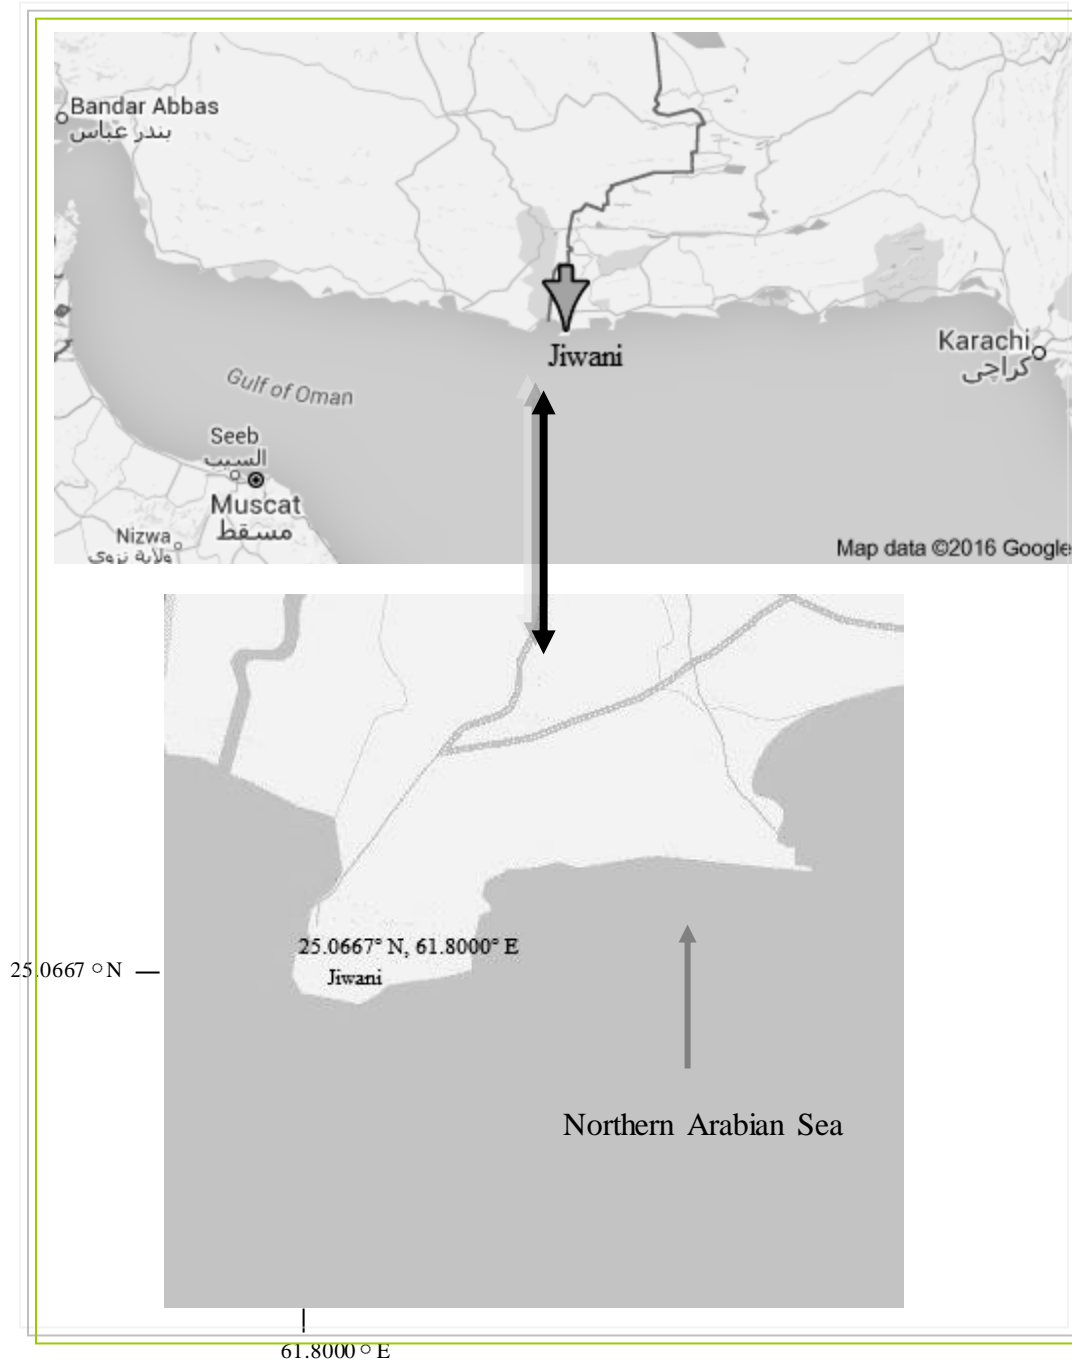 Bandar Abbas
بندر عباس
Jiwani
Karachi
كراچی
Gulf of Oman
Seeb
السيب
Muscat
مسقط
Nizwa
ولاية نزوى
Map data ©2016 Google
25.0667° N, 61.8000° E
25.0667 ° N
Jiwani
Northern Arabian Sea
61.8000 ° E